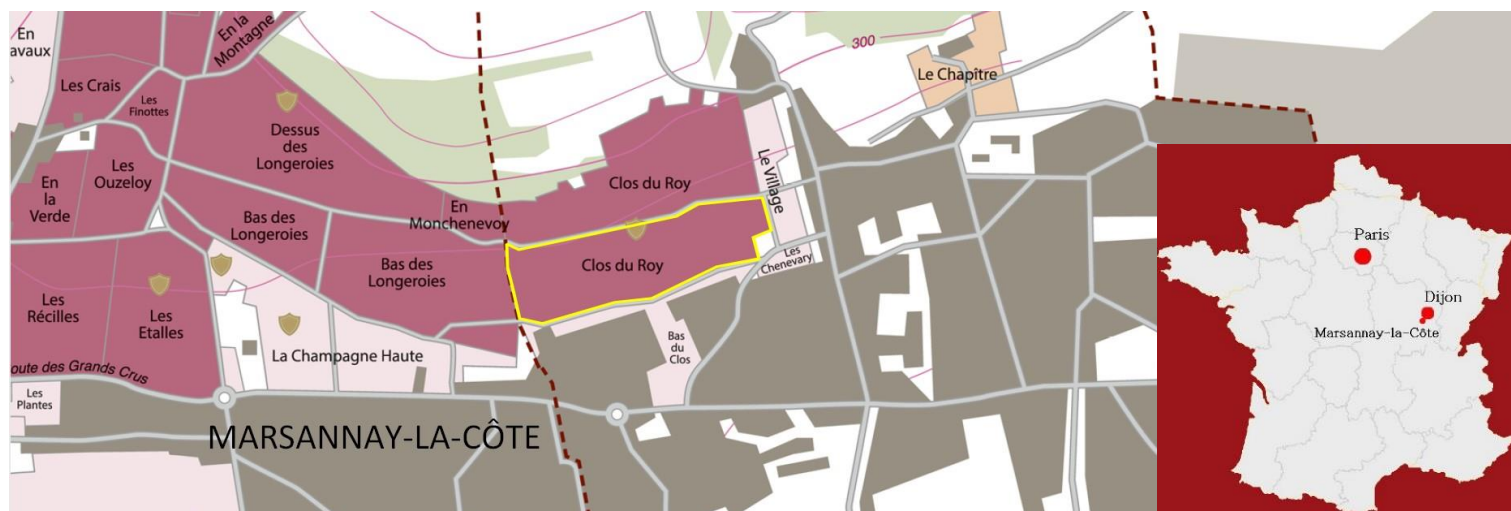 En
avaux
En la
Montagne
Les Crais
Les
Finottes
Dessus
des
Longeroies
Les
Ouzeloy
En
la
Verde
Bas des
Longeroies
En
Monchenevoy
Clos du Roy
Le Village
300
Le Chapître
Bas des
Longeroies
Clos du Roy
Les
Chenevary
Les
Récilles
Les
Etalles
La Champagne Haute
Bas
du
Clos
oute des Grands Crus
Les
Plantes
MARSANNAY-LA-CÔTE
Paris
Dijon
Marsannay-la-Côte